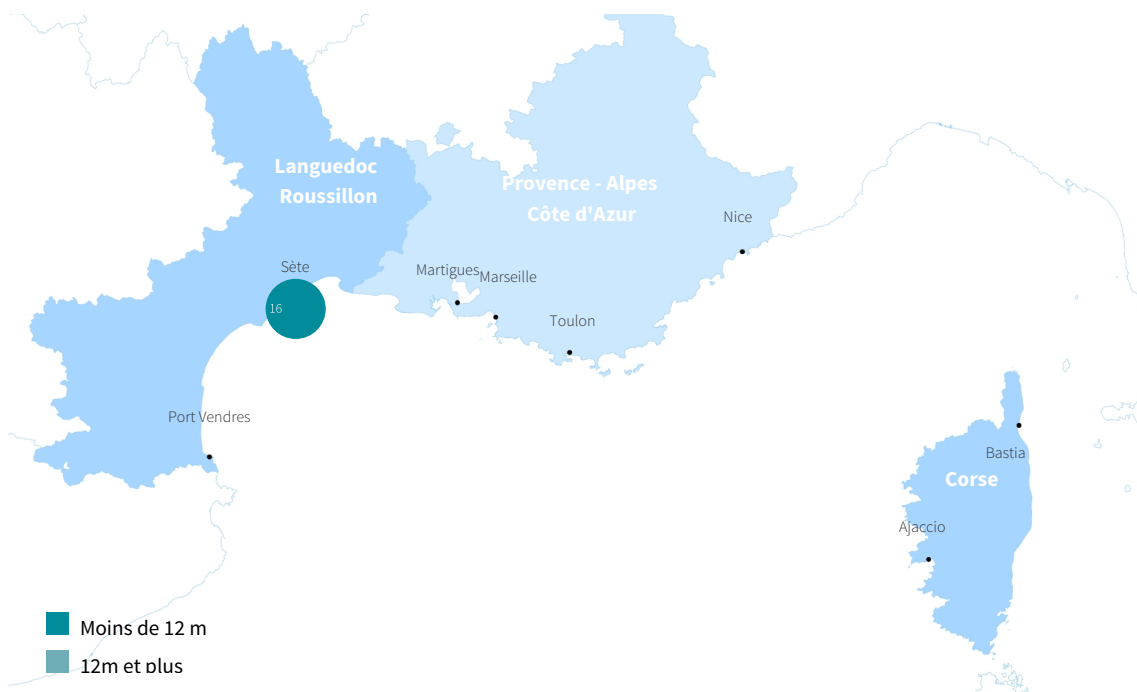 Languedoc
Roussillon
Provence - Alpes
Côte d'Azur
Nice
Sète
Martigues
Marseille
16
Toulon
Port Vendres
Bastia
Corse
Ajaccio
Moins de 12 m
12m et plus